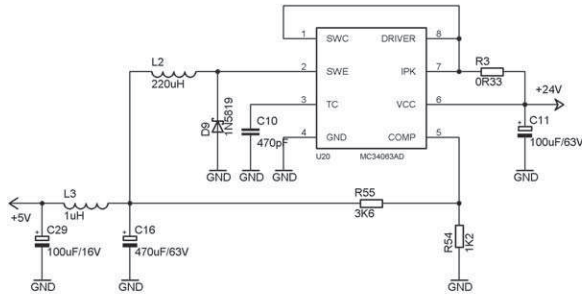 1 SWC DRIVER 8
L2
220uH
2 SWE IPK 7
R3
0R33
+24V
3 TC VCC 6
D9
1N5819
C10
470pF
4 GND COMP 5
+
C11
100uF/63V
U20 MC34063AD
GND
GND
GND
GND
L3
1uH
+5V
R55
3K6
+
C29
100uF/16V
+
C16
470uF/63V
R54
1K2
GND
GND
GND